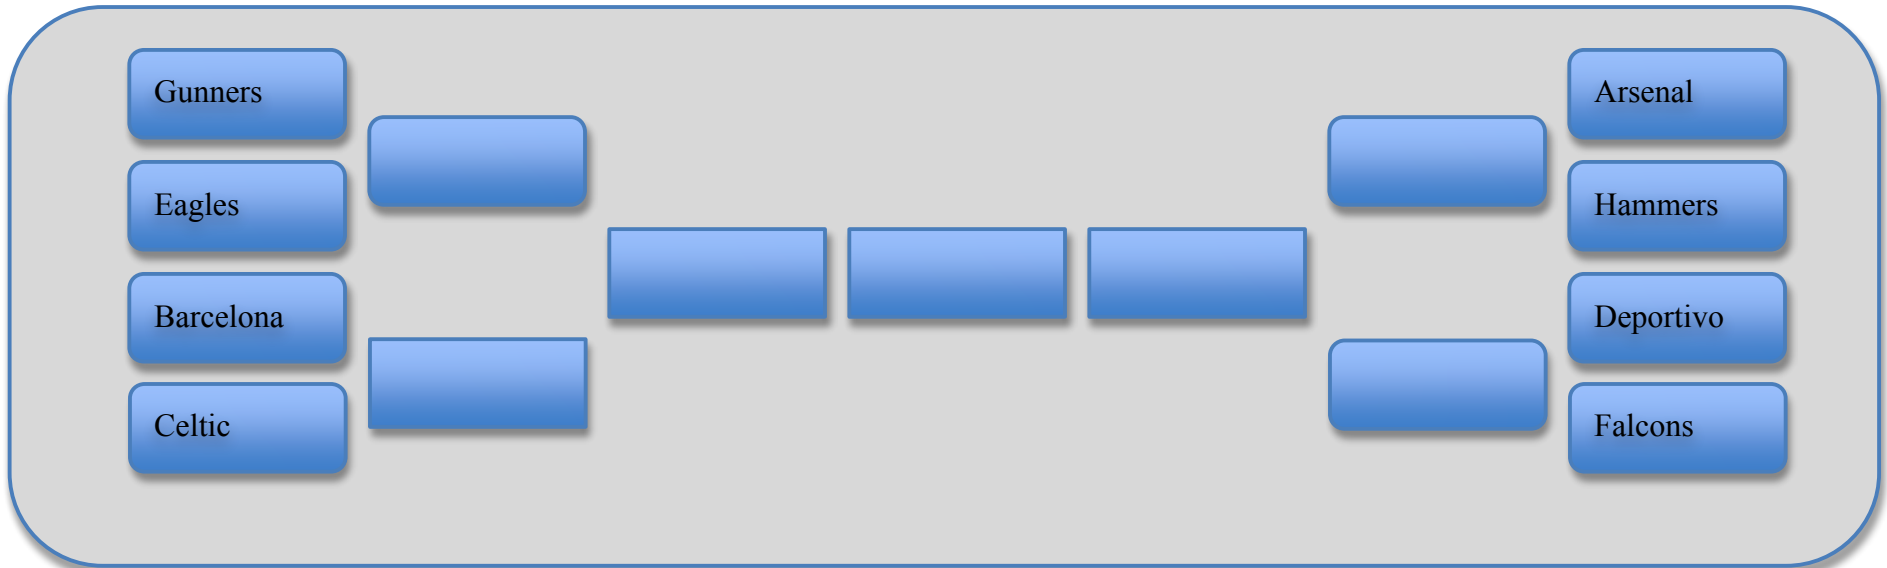 Gunners
Eagles
Barcelona
Celtic
Arsenal
Hammers
Deportivo
Falcons